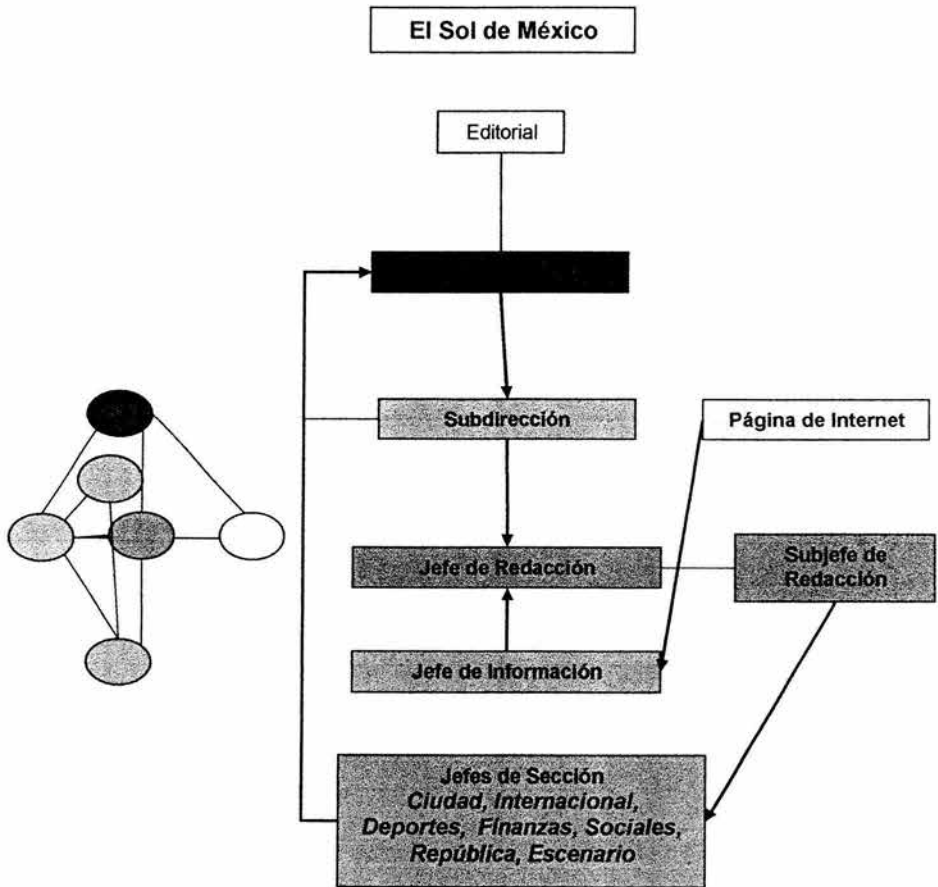 El Sol de México
Editorial
Subdirección
Página de Internet
Jefe de Redacción
Subjefe de
Redacción
Jefe de Información
Jefes de Sección
Ciudad, Internacional,
Deportes, Finanzas, Sociales,
República, Escenario